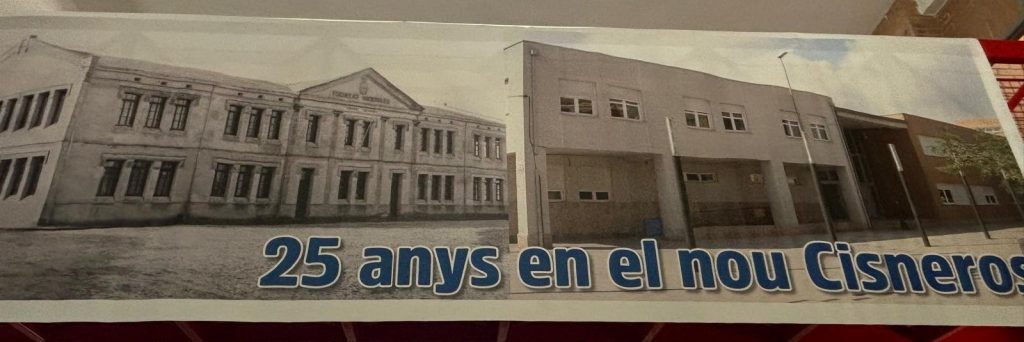 25 anys en el nou Cisneros